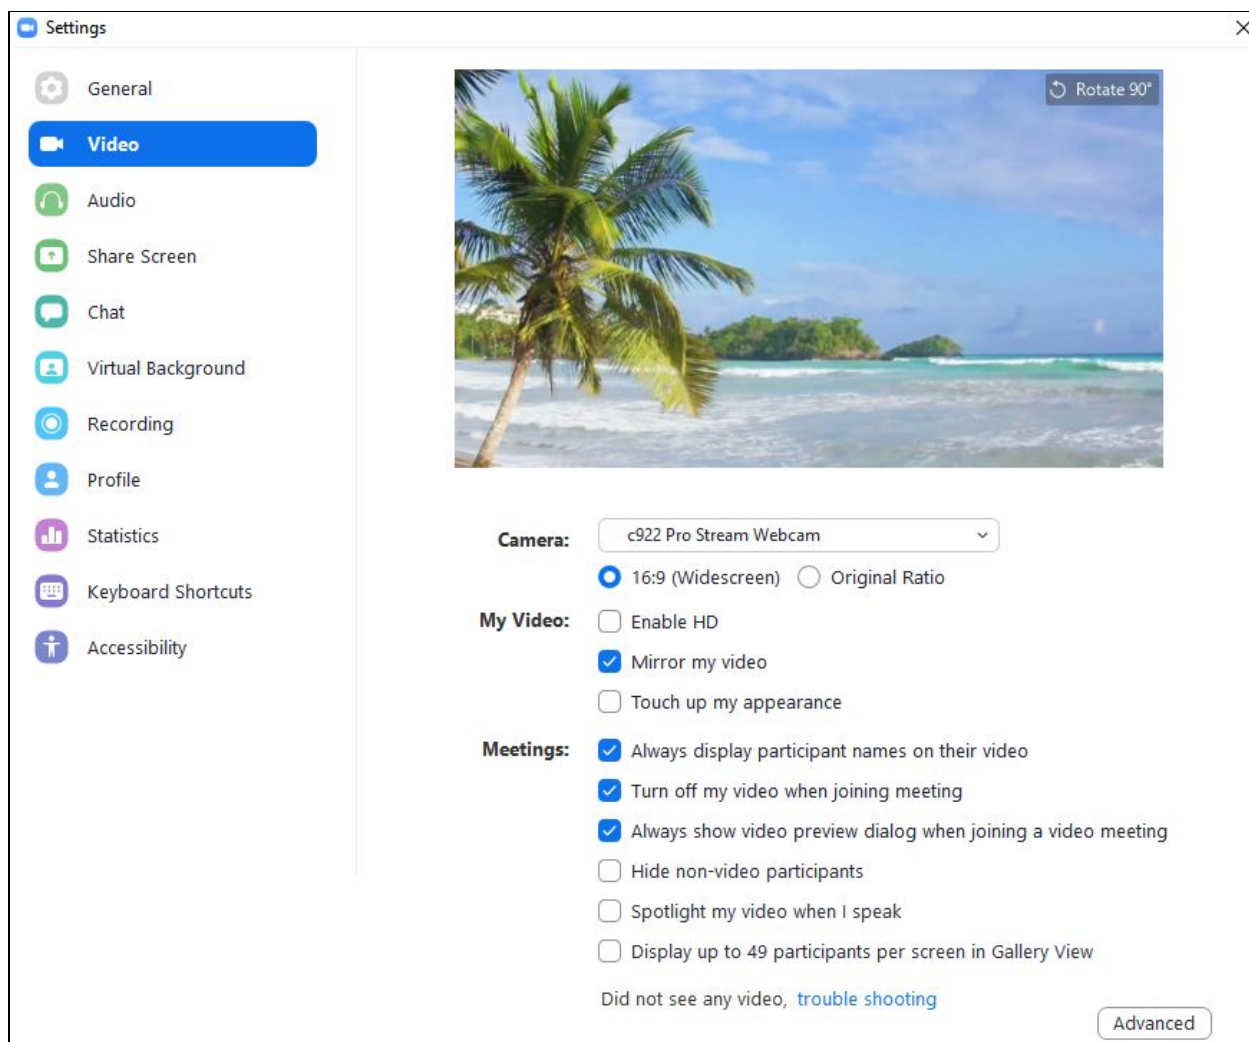 Settings
General
Video
Audio
Share Screen
Chat
Virtual Background
Recording
Profile
Statistics
Keyboard Shortcuts
Accessibility
Rotate 90°
Camera: c922 Pro Stream Webcam
16:9 (Widescreen) Original Ratio
My Video: Enable HD
Mirror my video
Touch up my appearance
Meetings: Always display participant names on their video
Turn off my video when joining meeting
Always show video preview dialog when joining a video meeting
Hide non-video participants
Spotlight my video when I speak
Display up to 49 participants per screen in Gallery View
Did not see any video, trouble shooting
Advanced